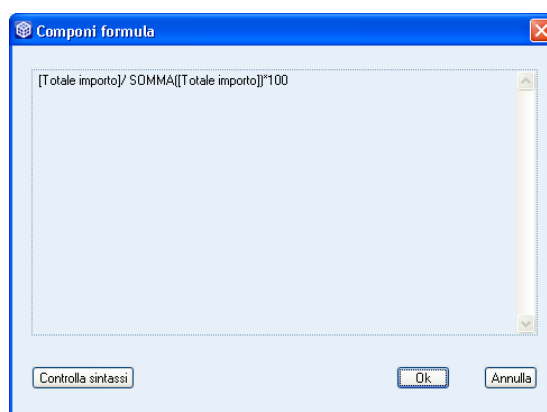 Componi formula
[Totale importo]/ SOMMA([Totale importo])*100
Controlla sintassi
Ok
Annulla